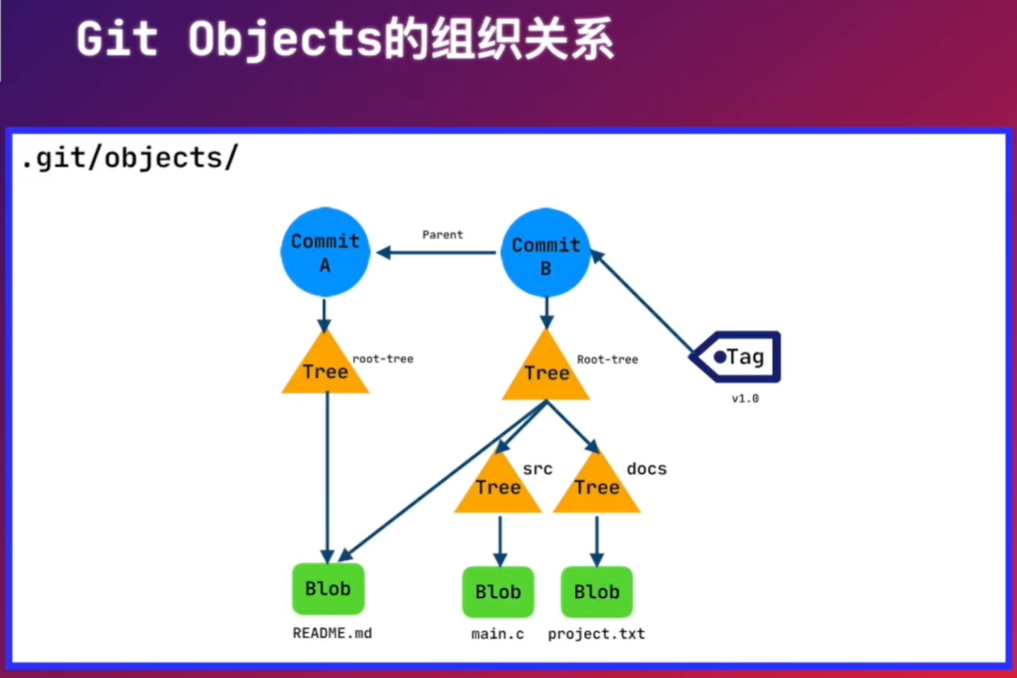 Git Objects的组织关系
.git/objects/
Commit
A
Parent
Commit
B
Tree
root-tree
Tree
Root-tree
Tag
v1.0
Tree
src
Tree
docs
Blob
README.md
Blob
main.c
Blob
project.txt